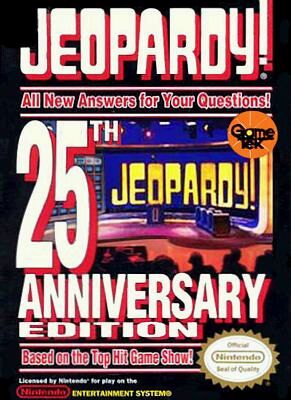 JEOPARDY!®
All New Answers for Your Questions!
Game
Tek
25TH
JEOPARDY!
ANNIVERSARY
EDITION
Based on the Top Hit Game Show!
Official
Nintendo®
Seal of Quality
Licensed by Nintendo® for play on the
Nintendo ENTERTAINMENT SYSTEM®